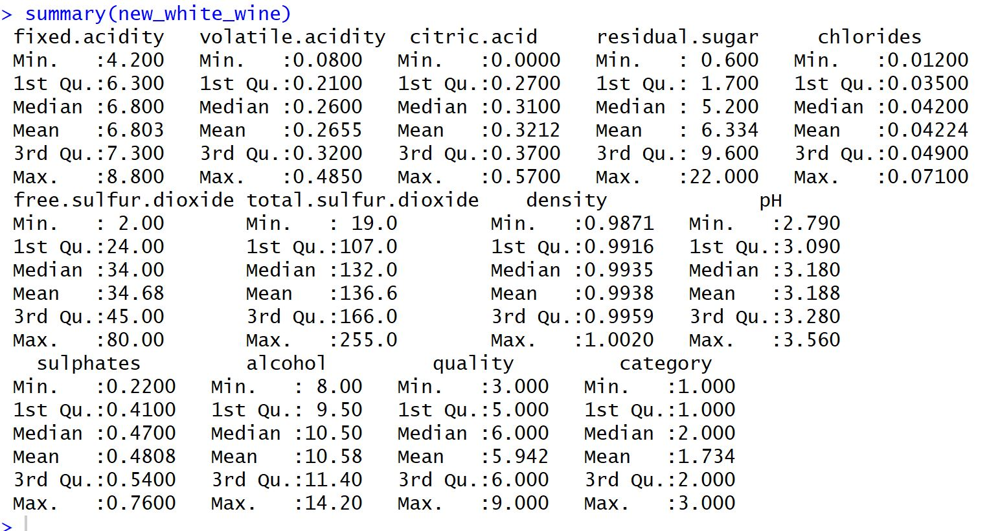 > summary(new_white_wine)
 fixed.acidity   volatile.acidity  citric.acid     residual.sugar     chlorides
 Min.   :4.200   Min.   :0.0800   Min.   :0.0000   Min.   : 0.600   Min.   :0.01200
 1st Qu.:6.300   1st Qu.:0.2100   1st Qu.:0.2700   1st Qu.: 1.700   1st Qu.:0.03500
 Median :6.800   Median :0.2600   Median :0.3100   Median : 5.200   Median :0.04200
 Mean   :6.803   Mean   :0.2655   Mean   :0.3212   Mean   : 6.334   Mean   :0.04224
 3rd Qu.:7.300   3rd Qu.:0.3200   3rd Qu.:0.3700   3rd Qu.: 9.600   3rd Qu.:0.04900
 Max.   :8.800   Max.   :0.4850   Max.   :0.5700   Max.   :22.000   Max.   :0.07100
 free.sulfur.dioxide total.sulfur.dioxide    density             pH
 Min.   : 2.00       Min.   : 19.0        Min.   :0.9871   Min.   :2.790
 1st Qu.:24.00       1st Qu.:107.0        1st Qu.:0.9916   1st Qu.:3.090
 Median :34.00       Median :132.0        Median :0.9935   Median :3.180
 Mean   :34.68       Mean   :136.6        Mean   :0.9938   Mean   :3.188
 3rd Qu.:45.00       3rd Qu.:166.0        3rd Qu.:0.9959   3rd Qu.:3.280
 Max.   :80.00       Max.   :255.0        Max.   :1.0020   Max.   :3.560
   sulphates         alcohol         quality         category
 Min.   :0.2200   Min.   : 8.00   Min.   :3.000   Min.   :1.000
 1st Qu.:0.4100   1st Qu.: 9.50   1st Qu.:5.000   1st Qu.:1.000
 Median :0.4700   Median :10.50   Median :6.000   Median :2.000
 Mean   :0.4808   Mean   :10.58   Mean   :5.942   Mean   :1.734
 3rd Qu.:0.5400   3rd Qu.:11.40   3rd Qu.:6.000   3rd Qu.:2.000
 Max.   :0.7600   Max.   :14.20   Max.   :9.000   Max.   :3.000
>